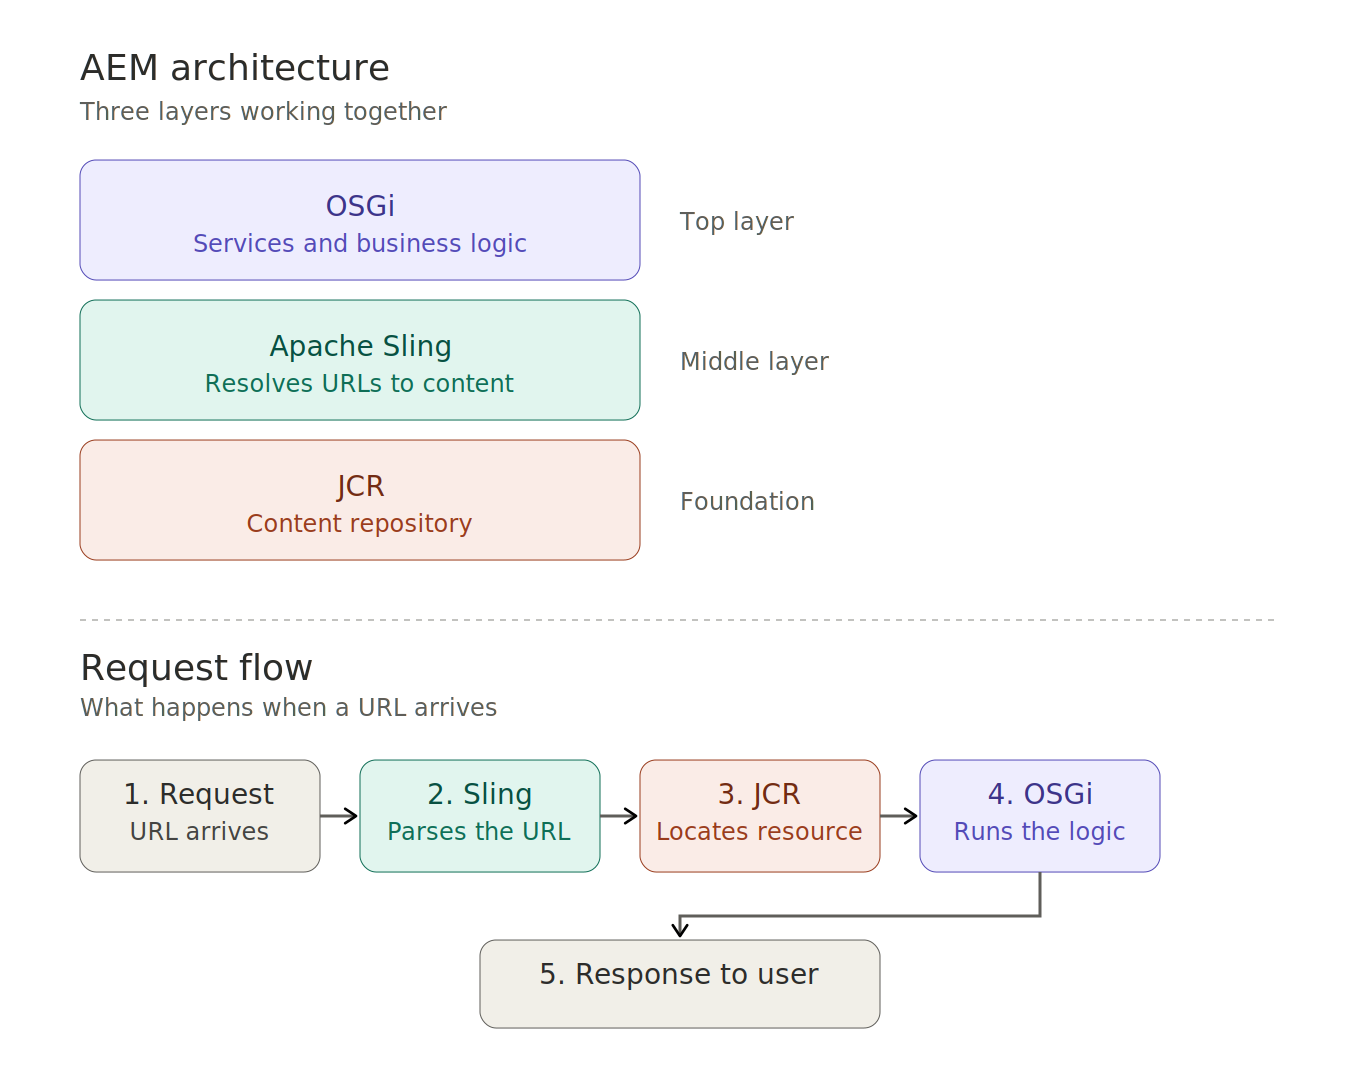 AEM architecture
Three layers working together
OSGi
Services and business logic
Top layer
Apache Sling
Resolves URLs to content
Middle layer
JCR
Content repository
Foundation
Request flow
What happens when a URL arrives
1. Request
URL arrives
2. Sling
Parses the URL
3. JCR
Locates resource
4. OSGi
Runs the logic
5. Response to user